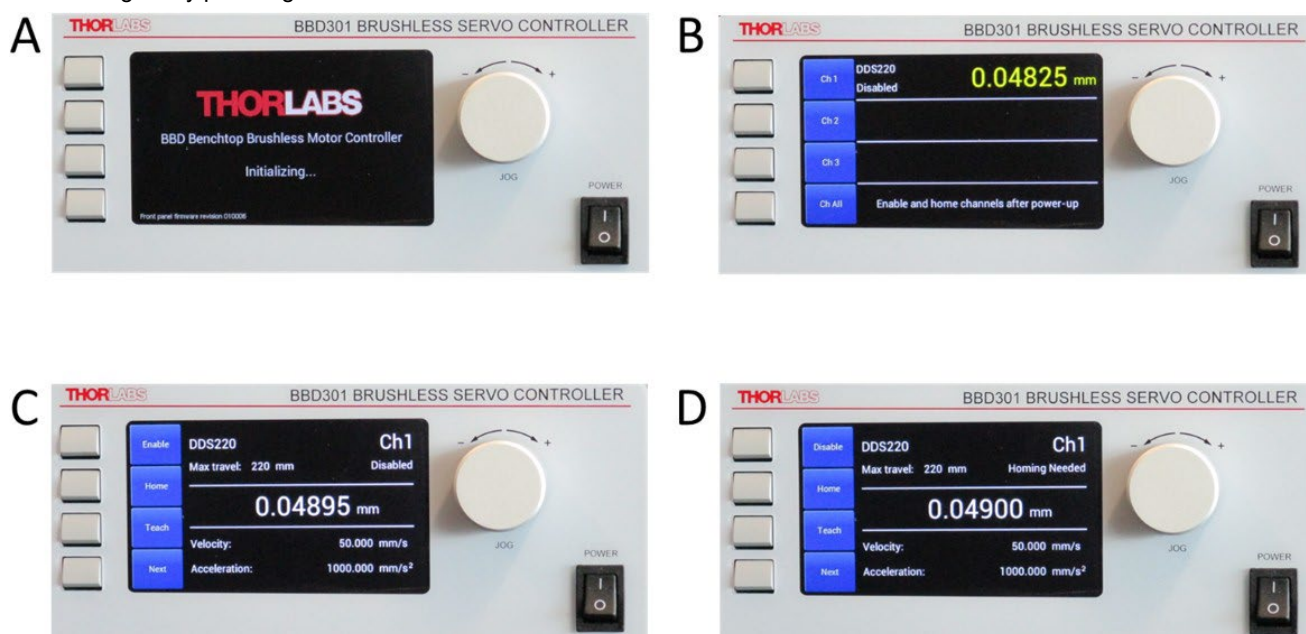 A
THORLABS
BBD301 BRUSHLESS SERVO CONTROLLER
THORLABS
BBD Benchtop Brushless Motor Controller
Initializing...
Front panel firmware revision 010006
- +
JOG
POWER
I
O
B
THORLABS
BBD301 BRUSHLESS SERVO CONTROLLER
Ch 1 DDS220 0.04825 mm
Disabled
Ch 2
Ch 3
Ch All Enable and home channels after power-up
- +
JOG
POWER
I
O
C
THORLABS
BBD301 BRUSHLESS SERVO CONTROLLER
Enable DDS220 Ch1
Max travel: 220 mm Disabled
Home
0.04895 mm
Teach
Velocity: 50.000 mm/s
Next Acceleration: 1000.000 mm/s²
- +
JOG
POWER
I
O
D
THORLABS
BBD301 BRUSHLESS SERVO CONTROLLER
Disable DDS220 Ch1
Max travel: 220 mm Homing Needed
Home
0.04900 mm
Teach
Velocity: 50.000 mm/s
Next Acceleration: 1000.000 mm/s²
- +
JOG
POWER
I
O